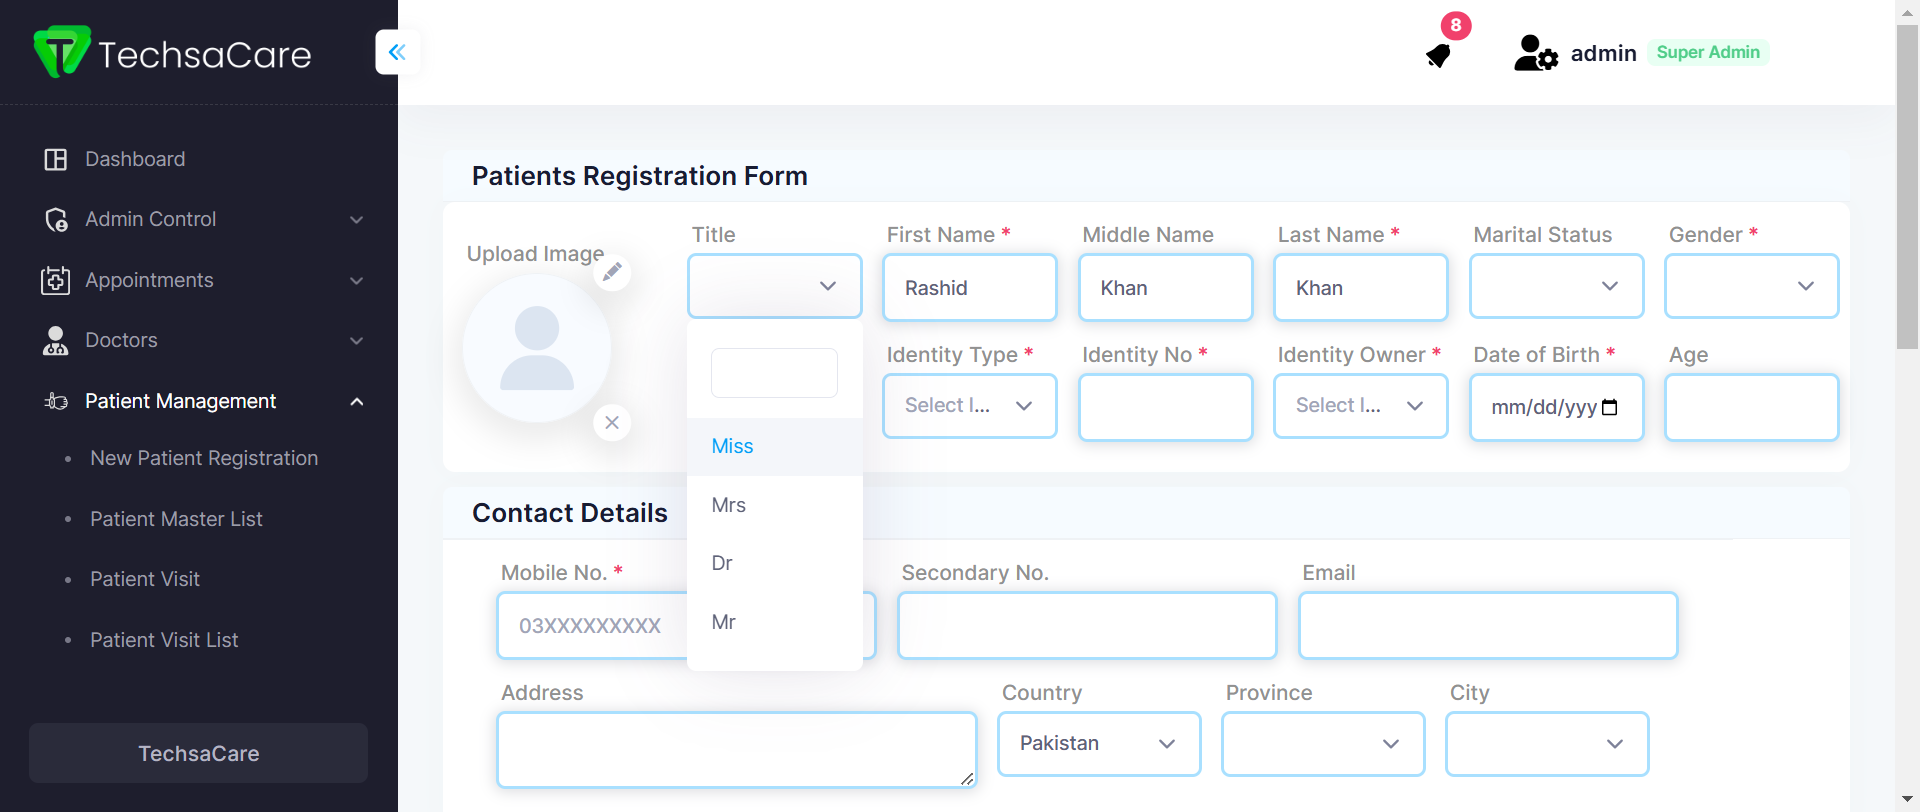 TechsaCare
8
admin Super Admin
Dashboard
Admin Control
Appointments
Doctors
Patient Management
New Patient Registration
Patient Master List
Patient Visit
Patient Visit List
TechsaCare
Patients Registration Form
Upload Image
Title
First Name *
Middle Name
Last Name *
Marital Status
Gender *
Rashid
Khan
Khan
Identity Type *
Identity No *
Identity Owner *
Date of Birth *
Age
Select I...
Select I...
mm/dd/yyy
Miss
Mrs
Dr
Mr
Contact Details
Mobile No. *
Secondary No.
Email
03XXXXXXXXX
Address
Country
Province
City
Pakistan